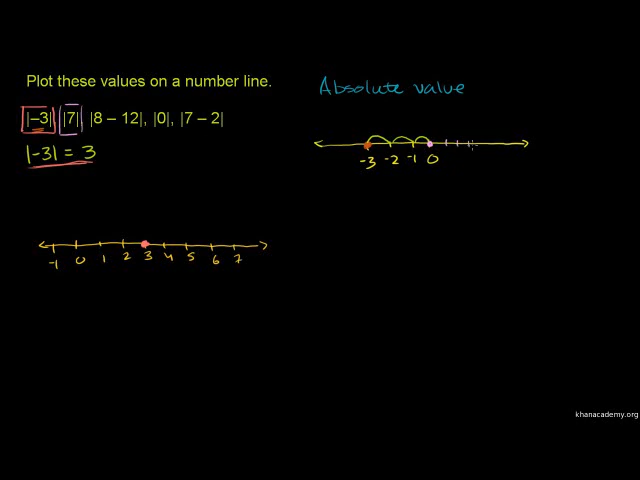 Plot these values on a number line.
|–3| |7| |8 – 12|, |0|, |7 – 2|
|-3| = 3
Absolute value
-3 -2 -1 0
-1 0 1 2 3 4 5 6 7
khanacademy.org